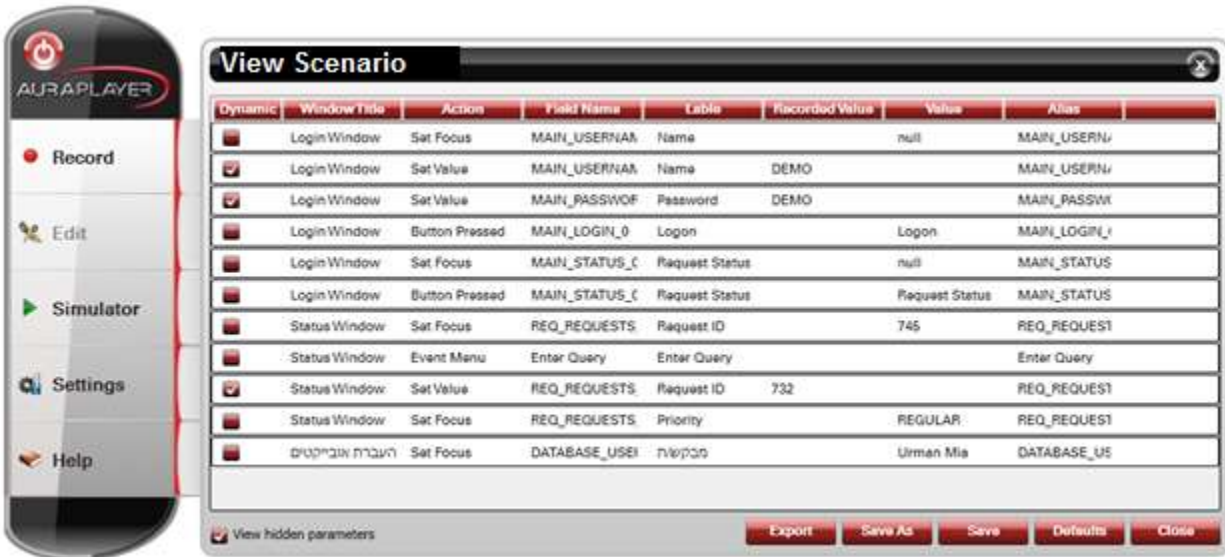 AURAPLAYER
Record
Edit
Simulator
Settings
Help
View Scenario
Dynamic Window Title Action Field Name Lable Recorded Value Value Alias
Login Window Set Focus MAIN_USERNAM Name null MAIN_USERNA
Login Window Set Value MAIN_USERNAM Name DEMO MAIN_USERNA
Login Window Set Value MAIN_PASSWOF Password DEMO MAIN_PASSW
Login Window Button Pressed MAIN_LOGIN_0 Logon Logon MAIN_LOGIN_
Login Window Set Focus MAIN_STATUS_0 Request Status null MAIN_STATUS
Login Window Button Pressed MAIN_STATUS_0 Request Status Request Status MAIN_STATUS
Status Window Set Focus REQ_REQUESTS Request ID 745 REQ_REQUEST
Status Window Event Menu Enter Query Enter Query Enter Query
Status Window Set Value REQ_REQUESTS Request ID 732 REQ_REQUEST
Status Window Set Focus REQ_REQUESTS Priority REGULAR REQ_REQUEST
העברת אובייקטים Set Focus DATABASE_USE מבקש/ת Urman Mia DATABASE_US
View hidden parameters
Export Save As Save Defaults Close